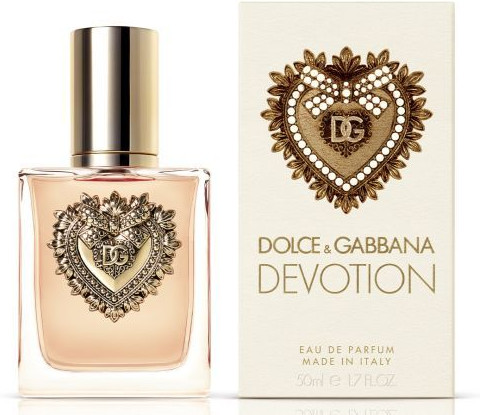 DG
DG
DOLCE & GABBANA
DEVOTION
EAU DE PARFUM
MADE IN ITALY
50ml e 1.7 FL.OZ.